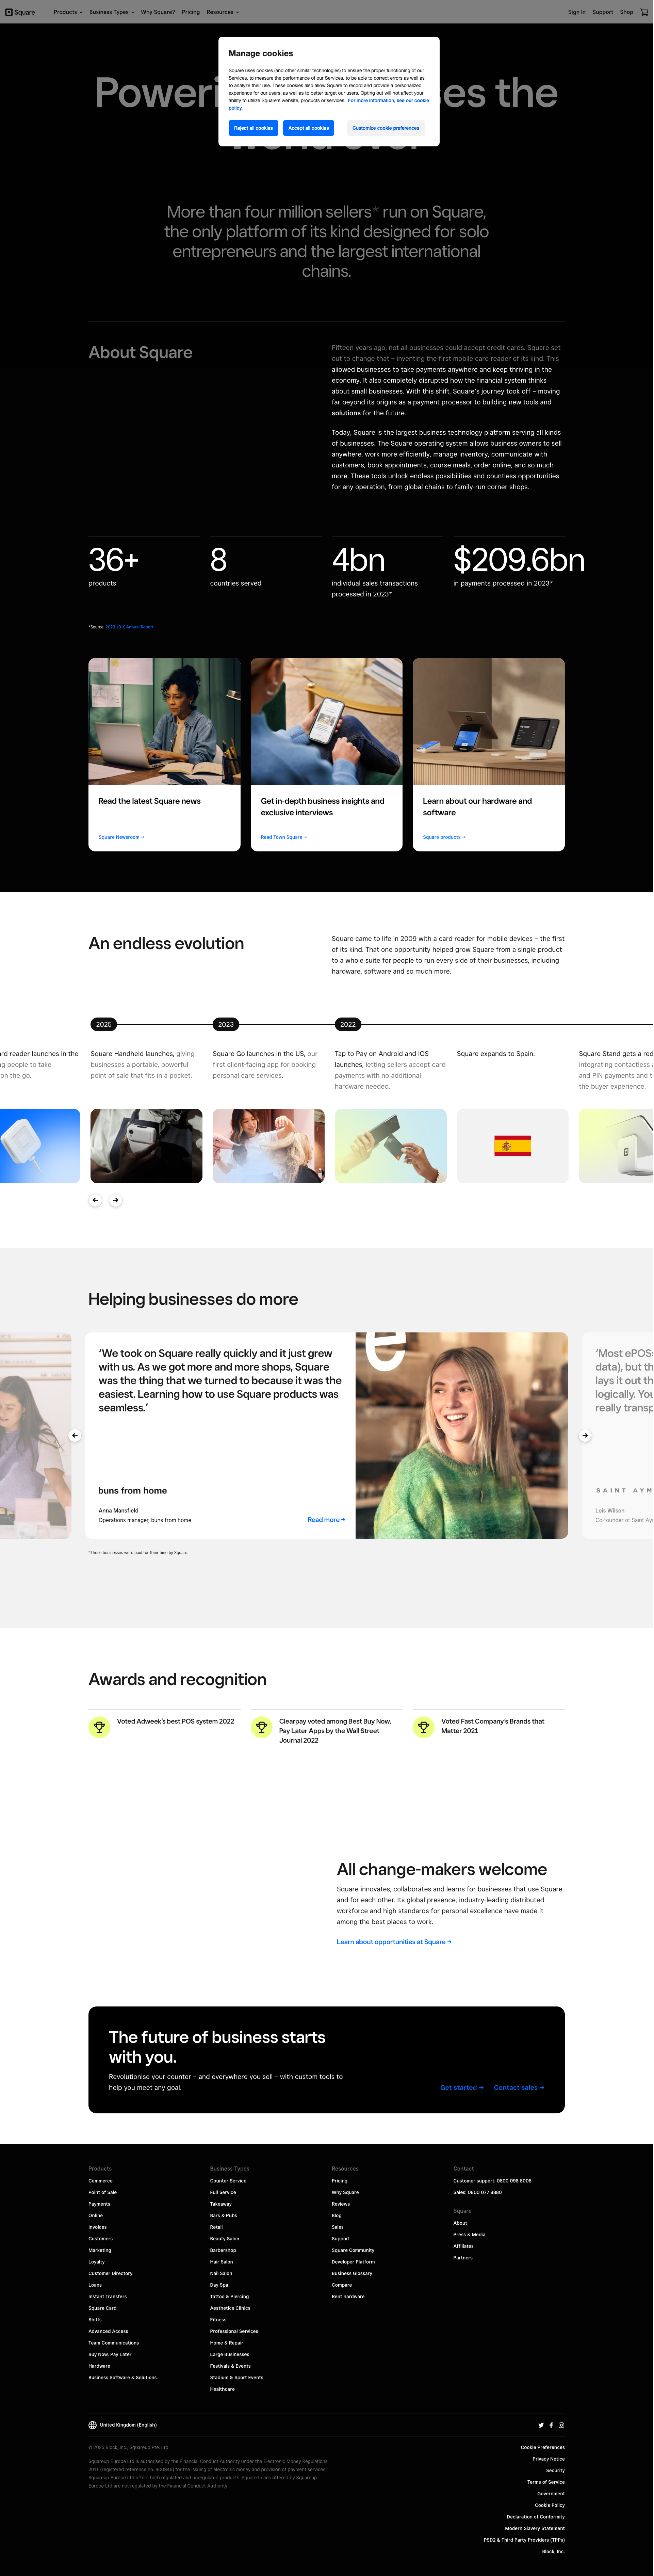 Square
Products
Business Types
Why Square?
Pricing
Resources
Sign In
Support
Shop
Manage cookies
Square uses cookies (and other similar technologies) to ensure the proper functioning of our
Services, to measure the performance of our Services, to be able to correct errors as well as
to analyze their use. These cookies also allow Square to record and provide a personalized
experience for our users, as well as to better target our users. Opting out will not affect your
ability to utilize Square's website, products or services. For more information, see our cookie
policy.
Reject all cookies
Accept all cookies
Customize cookie preferences
More than four million sellers* run on Square,
the only operating system of its kind designed for solo
entrepreneurs and the largest international
chains.
About Square
Fifteen years ago, not all businesses could accept credit cards. Square set
out to change that – inventing the first mobile card reader of its kind. This
allowed businesses to take payments anywhere and keep thriving in the
economy. It also completely disrupted how the financial system thinks
about small businesses. With this shift, Square's journey took off – moving
far beyond its origins as a payment processor to building new tools and
solutions for the future.
Today, Square is the largest business technology platform serving all kinds
of businesses. The Square operating system allows business owners to sell
anywhere, work more efficiently, manage inventory, communicate with
customers, book appointments, course meals, order online, and so much
more. These tools unlock endless possibilities and countless opportunities
for any operation, from global chains to family-run corner shops.
36+
products
8
countries served
4bn
individual sales transactions
processed in 2023*
$209.6bn
in payments processed in 2023*
*Source: 2023 10-K Annual Report
Read the latest Square news
Square Newsroom →
Get in-depth business insights and
exclusive interviews
Read Town Square →
Learn about our hardware and
software
Square products →
An endless evolution
Square came to life in 2009 with a card reader for mobile devices – the first
of its kind. That one opportunity helped grow Square from a single product
to a whole suite for people to run every side of their businesses, including
hardware, software and so much more.
2025
2023
2022
rd reader launches in the
ng people to take
on the go.
Square Handheld launches, giving
businesses a portable, powerful
point of sale that fits in a pocket.
Square Go launches in the US, our
first client-facing app for booking
personal care services.
Tap to Pay on Android and IOS
launches, letting sellers accept card
payments with no additional
hardware needed.
Square expands to Spain.
Square Stand gets a red
integrating contactless
and PIN payments and t
the buyer experience.
Helping businesses do more
'We took on Square really quickly and it just grew
with us. As we got more and more shops, Square
was the thing that we turned to because it was the
easiest. Learning how to use Square products was
seamless.'
buns from home
Anna Mansfield
Operations manager, buns from home
Read more →
'Most ePOS
data), but th
lays it out th
logically. You
really transp
SAINT AYM
Lois Wilson
Co-founder of Saint Ay
*These businesses were paid for their time by Square.
Awards and recognition
Voted Adweek's best POS system 2022
Clearpay voted among Best Buy Now,
Pay Later Apps by the Wall Street
Journal 2022
Voted Fast Company's Brands that
Matter 2021
All change-makers welcome
Square innovates, collaborates and learns for businesses that use Square
and for each other. Its global presence, industry-leading distributed
workforce and high standards for personal excellence have made it
among the best places to work.
Learn about opportunities at Square →
The future of business starts
with you.
Revolutionise your counter – and everywhere you sell – with custom tools to
help you meet any goal.
Get started →
Contact sales →
Products
Commerce
Point of Sale
Payments
Online
Invoices
Customers
Marketing
Loyalty
Customer Directory
Loans
Instant Transfers
Square Card
Shifts
Advanced Access
Team Communications
Buy Now, Pay Later
Hardware
Business Software & Solutions
Business Types
Counter Service
Full Service
Takeaway
Bars & Pubs
Retail
Beauty Salon
Barbershop
Hair Salon
Nail Salon
Day Spa
Tattoo & Piercing
Aesthetics Clinics
Fitness
Professional Services
Home & Repair
Large Businesses
Festivals & Events
Stadium & Sport Events
Healthcare
Resources
Pricing
Why Square
Reviews
Blog
Sales
Support
Square Community
Developer Platform
Business Glossary
Compare
Rent hardware
Contact
Customer support: 0800 098 8008
Sales: 0800 077 8880
Square
About
Press & Media
Affiliates
Partners
United Kingdom (English)
© 2025 Block, Inc., Squareup Pte. Ltd.
Squareup Europe Ltd is authorised by the Financial Conduct Authority under the Electronic Money Regulations
2011 (registered reference no. 900846) for the issuing of electronic money and provision of payment services.
Squareup Europe Ltd offers both regulated and unregulated products. Square Loans offered by Squareup
Europe Ltd are not regulated by the Financial Conduct Authority.
Cookie Preferences
Privacy Notice
Security
Terms of Service
Government
Cookie Policy
Declaration of Conformity
Modern Slavery Statement
PSD2 & Third Party Providers (TPPs)
Block, Inc.